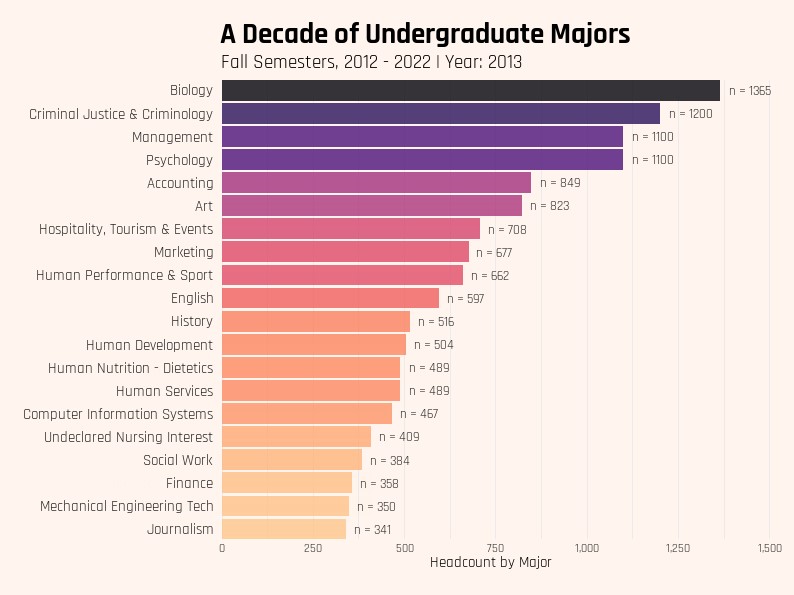 A Decade of Undergraduate Majors
Fall Semesters, 2012 - 2022 | Year: 2013
Biology n = 1365
Criminal Justice & Criminology n = 1200
Management n = 1100
Psychology n = 1100
Accounting n = 849
Art n = 823
Hospitality, Tourism & Events n = 708
Marketing n = 677
Human Performance & Sport n = 662
English n = 597
History n = 516
Human Development n = 504
Human Nutrition - Dietetics n = 489
Human Services n = 489
Computer Information Systems n = 467
Undeclared Nursing Interest n = 409
Social Work n = 384
Finance n = 358
Mechanical Engineering Tech n = 350
Journalism n = 341
0 250 500 750 1,000 1,250 1,500
Headcount by Major